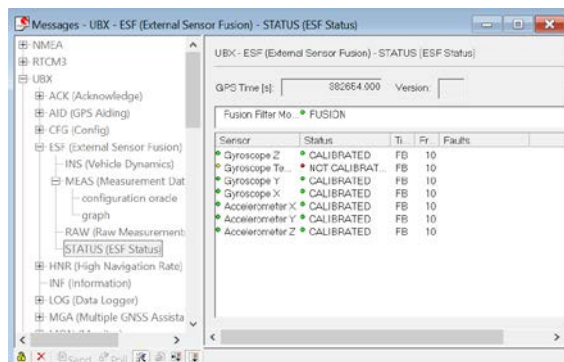 Messages - UBX - ESF (External Sensor Fusion) - STATUS (ESF Status)
NMEA
RTCM3
UBX
ACK (Acknowledge)
AID (GPS Aiding)
CFG (Config)
ESF (External Sensor Fusion)
INS (Vehicle Dynamics)
MEAS (Measurement Dat
configuration oracle
graph
RAW (Raw Measurement
STATUS (ESF Status)
HNR (High Navigation Rate)
INF (Information)
LOG (Data Logger)
MGA (Multiple GNSS Assista
UBX - ESF (External Sensor Fusion) - STATUS (ESF Status)
GPS Time [s]: 382654.000 Version:
Fusion Filter Mo... FUSION
Sensor Status Ti... Fr... Faults
Gyroscope Z CALIBRATED FB 10
Gyroscope Te... NOT CALIBRAT... FB 10
Gyroscope Y CALIBRATED FB 10
Gyroscope X CALIBRATED FB 10
Accelerometer X CALIBRATED FB 10
Accelerometer Y CALIBRATED FB 10
Accelerometer Z CALIBRATED FB 10
Send Poll